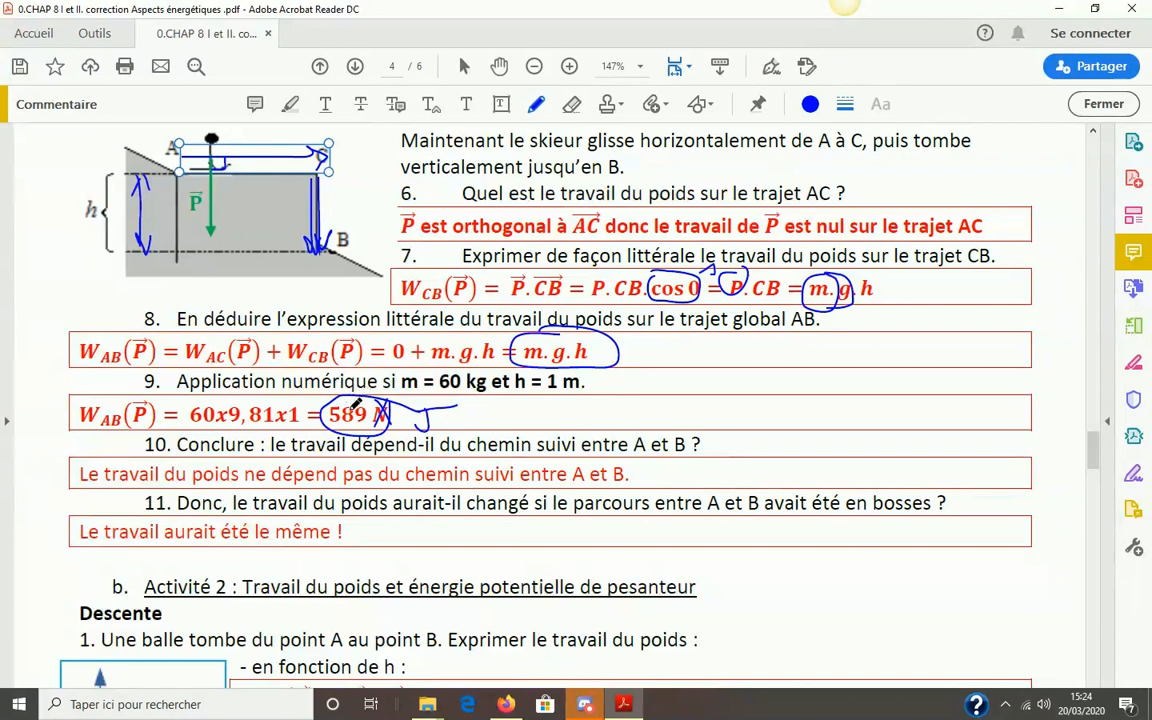 0.CHAP 8 I et II. correction Aspects énergétiques .pdf - Adobe Acrobat Reader DC
Accueil Outils 0.CHAP 8 I et II. co... × Se connecter
4 / 6 147% Partager
Commentaire Aa Fermer
A C
P
h
B
Maintenant le skieur glisse horizontalement de A à C, puis tombe
verticalement jusqu'en B.
6. Quel est le travail du poids sur le trajet AC ?
P⃗ est orthogonal à AC⃗ donc le travail de P⃗ est nul sur le trajet AC
7. Exprimer de façon littérale le travail du poids sur le trajet CB.
W_CB(P⃗) = P⃗.CB⃗ = P.CB.cos 0 = P.CB = m.g.h
1
8. En déduire l'expression littérale du travail du poids sur le trajet global AB.
W_AB(P⃗) = W_AC(P⃗) + W_CB(P⃗) = 0 + m.g.h = m.g.h
9. Application numérique si m = 60 kg et h = 1 m.
W_AB(P⃗) = 60x9,81x1 = 589 N J
10. Conclure : le travail dépend-il du chemin suivi entre A et B ?
Le travail du poids ne dépend pas du chemin suivi entre A et B.
11. Donc, le travail du poids aurait-il changé si le parcours entre A et B avait été en bosses ?
Le travail aurait été le même !
b. Activité 2 : Travail du poids et énergie potentielle de pesanteur
Descente
1. Une balle tombe du point A au point B. Exprimer le travail du poids :
- en fonction de h :
Taper ici pour rechercher
15:24
20/03/2020
7